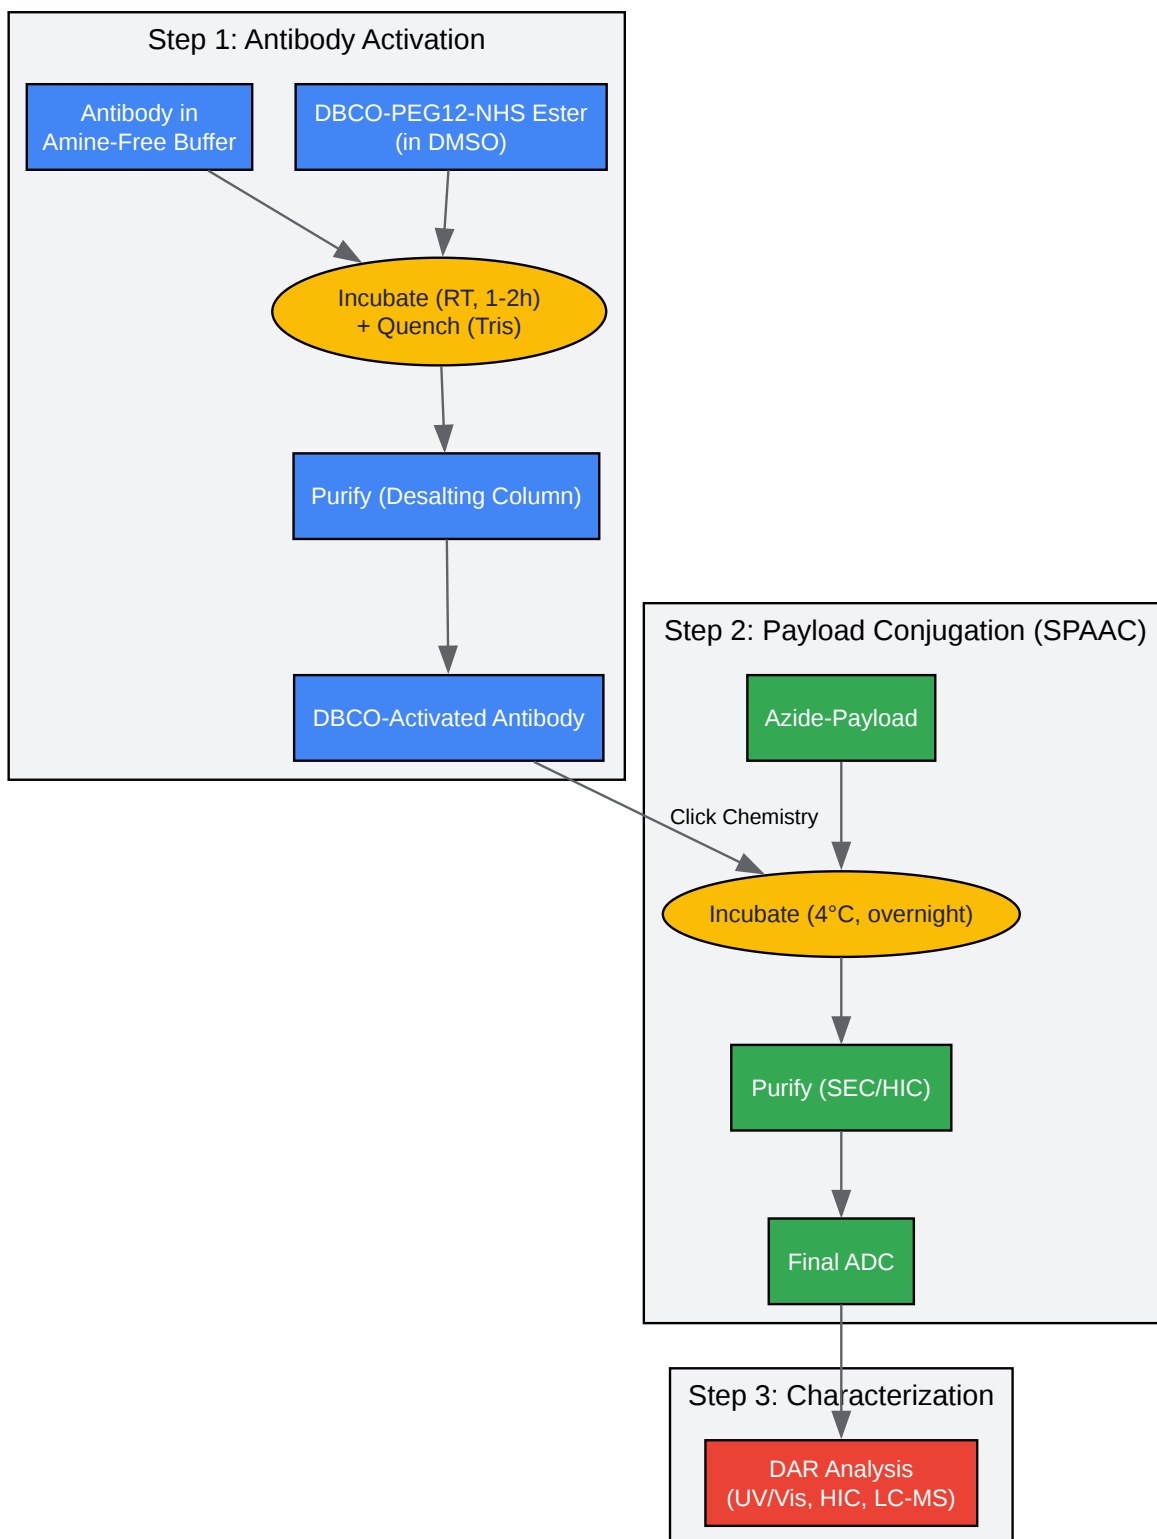 Step 1: Antibody Activation
Antibody in
Amine-Free Buffer
DBCO-PEG12-NHS Ester
(in DMSO)
Incubate (RT, 1-2h)
+ Quench (Tris)
Purify (Desalting Column)
DBCO-Activated Antibody
Step 2: Payload Conjugation (SPAAC)
Azide-Payload
Click Chemistry
Incubate (4°C, overnight)
Purify (SEC/HIC)
Final ADC
Step 3: Characterization
DAR Analysis
(UV/Vis, HIC, LC-MS)